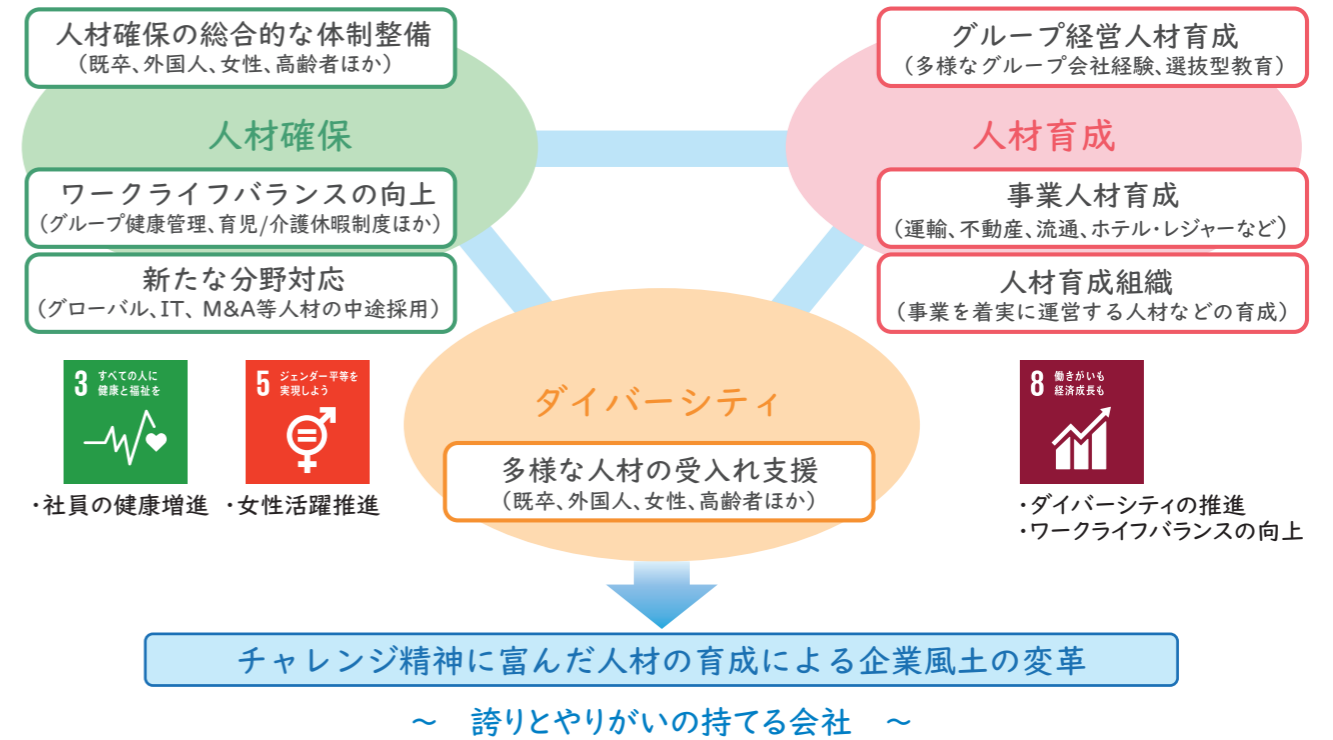 人材確保の総合的な体制整備
(既卒、外国人、女性、高齢者ほか)
人材確保
ワークライフバランスの向上
(グループ健康管理、育児/介護休暇制度ほか)
新たな分野対応
(グローバル、IT、M&A等人材の中途採用)
グループ経営人材育成
(多様なグループ会社経験、選抜型教育)
人材育成
事業人材育成
(運輸、不動産、流通、ホテル・レジャーなど)
人材育成組織
(事業を着実に運営する人材などの育成)
3 すべての人に
健康と福祉を
・社員の健康増進
5 ジェンダー平等を
実現しよう
・女性活躍推進
ダイバーシティ
多様な人材の受入れ支援
(既卒、外国人、女性、高齢者ほか)
8 働きがいも
経済成長も
・ダイバーシティの推進
・ワークライフバランスの向上
チャレンジ精神に富んだ人材の育成による企業風土の変革
～ 誇りとやりがいの持てる会社 ～